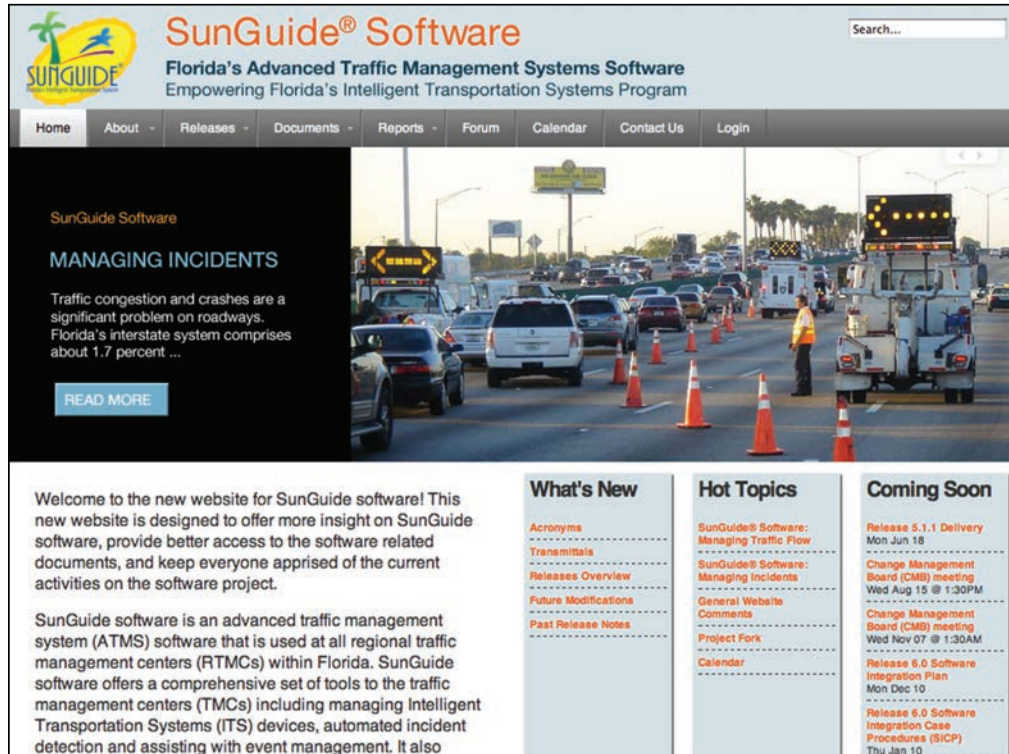 SUNGUIDE®
Florida's Intelligent Transportation System
SunGuide® Software
Florida's Advanced Traffic Management Systems Software
Empowering Florida's Intelligent Transportation Systems Program
Search...
Home
About
Releases
Documents
Reports
Forum
Calendar
Contact Us
Login
SunGuide Software
MANAGING INCIDENTS
Traffic congestion and crashes are a
significant problem on roadways.
Florida's interstate system comprises
about 1.7 percent ...
READ MORE
Welcome to the new website for SunGuide software! This
new website is designed to offer more insight on SunGuide
software, provide better access to the software related
documents, and keep everyone apprised of the current
activities on the software project.
SunGuide software is an advanced traffic management
system (ATMS) software that is used at all regional traffic
management centers (RTMCs) within Florida. SunGuide
software offers a comprehensive set of tools to the traffic
management centers (TMCs) including managing Intelligent
Transportation Systems (ITS) devices, automated incident
detection and assisting with event management. It also
What's New
Acronyms
Transmittals
Releases Overview
Future Modifications
Past Release Notes
Hot Topics
SunGuide® Software:
Managing Traffic Flow
SunGuide® Software:
Managing Incidents
General Website
Comments
Project Fork
Calendar
Coming Soon
Release 5.1.1 Delivery
Mon Jun 18
Change Management
Board (CMB) meeting
Wed Aug 15 @ 1:30PM
Change Management
Board (CMB) meeting
Wed Nov 07 @ 1:30AM
Release 6.0 Software
Integration Plan
Mon Dec 10
Release 6.0 Software
Integration Case
Procedures (SICP)
Thu Jan 10